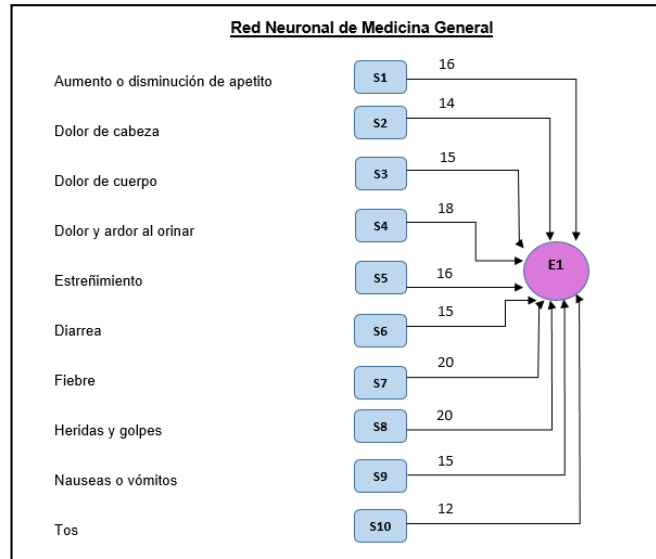 Red Neuronal de Medicina General
Aumento o disminución de apetito S1 16
Dolor de cabeza S2 14
Dolor de cuerpo S3 15
Dolor y ardor al orinar S4 18
E1
Estreñimiento S5 16
Diarrea S6 15
Fiebre S7 20
Heridas y golpes S8 20
Nauseas o vómitos S9 15
Tos S10 12